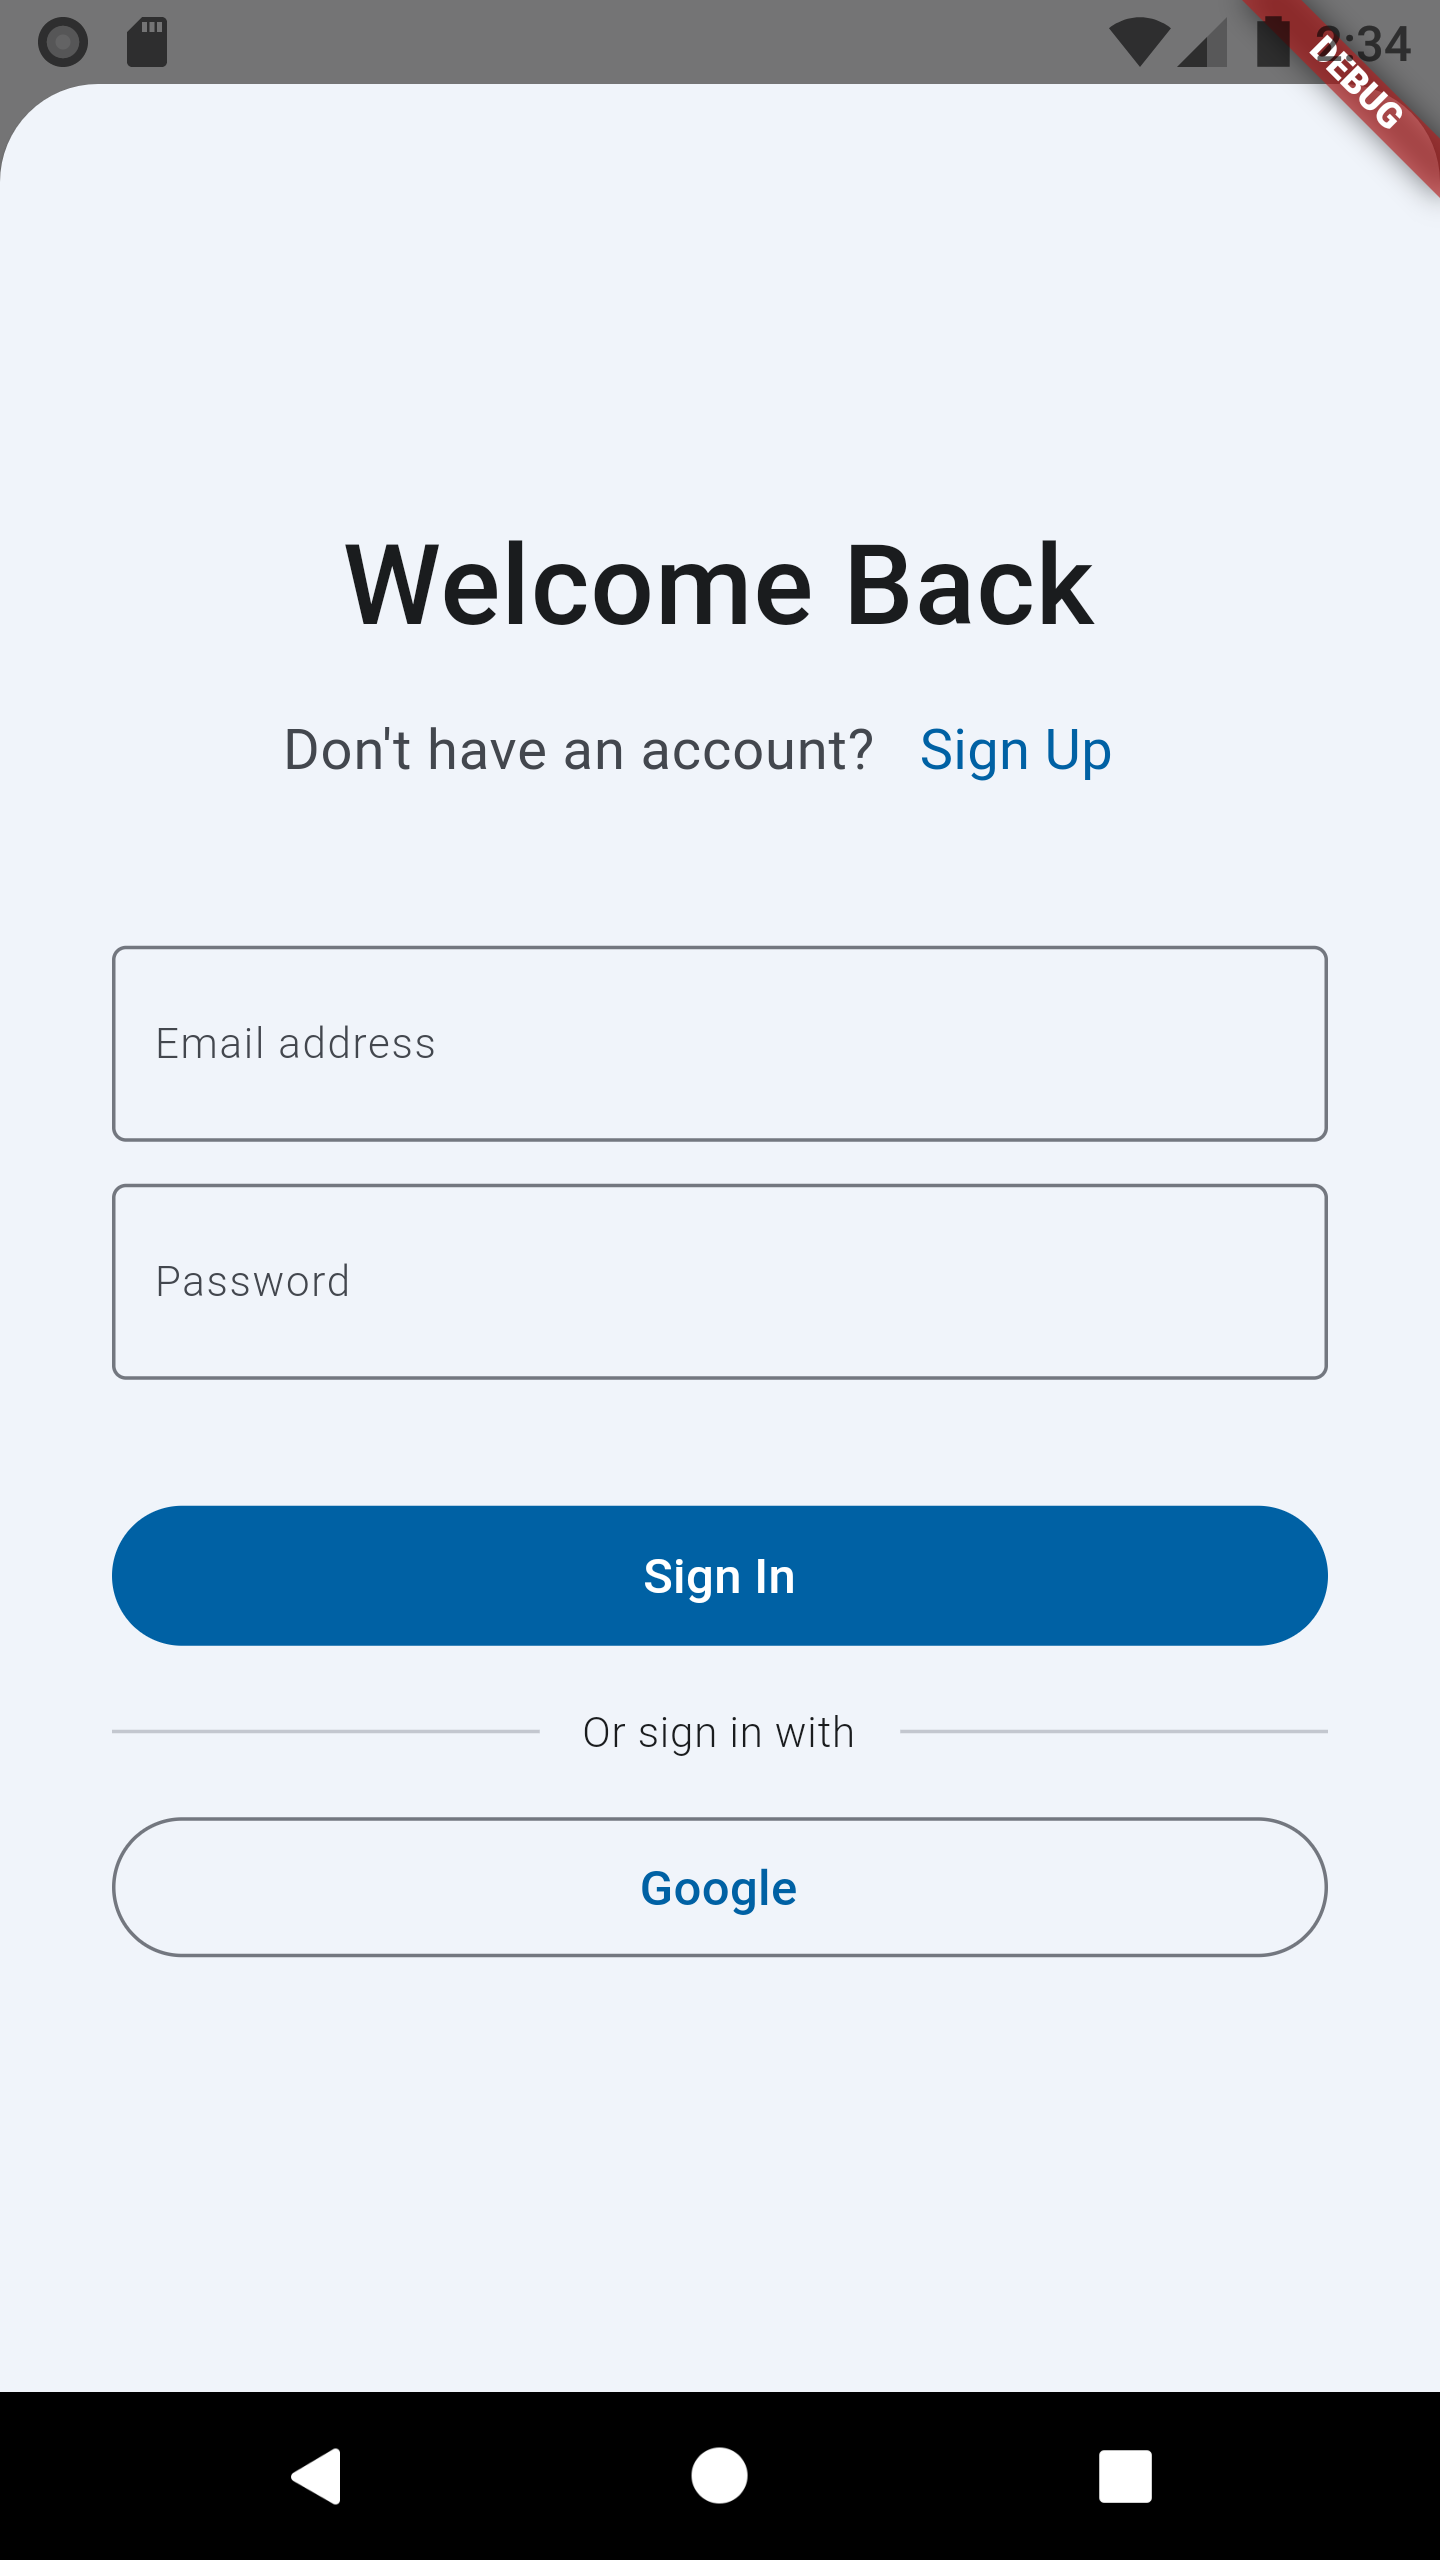 2:34
DEBUG
Welcome Back
Don't have an account? Sign Up
Email address
Password
Sign In
Or sign in with
Google